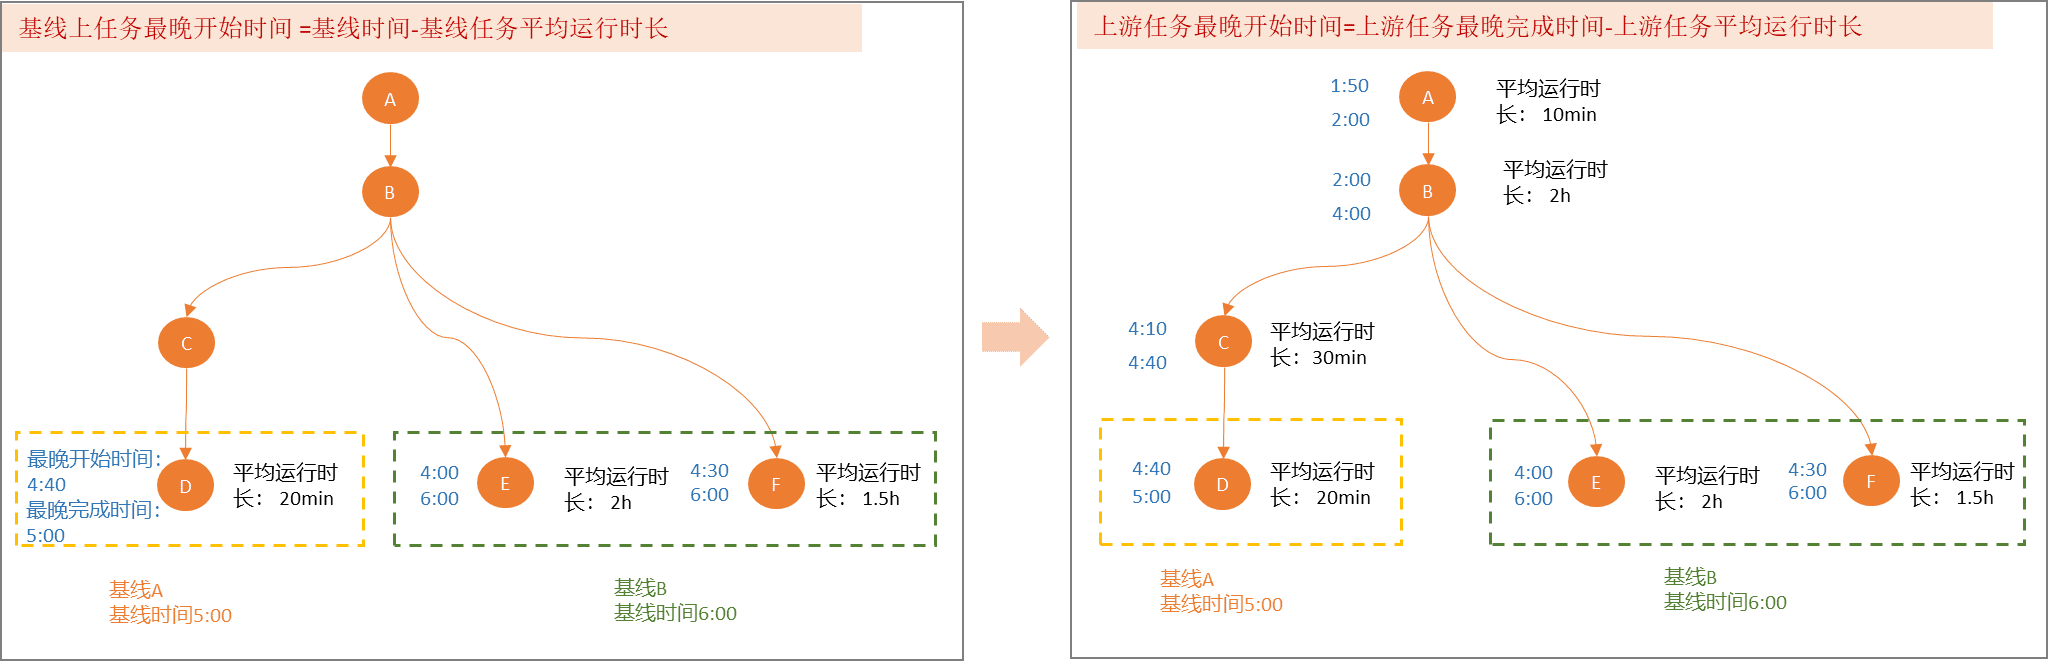 基线上任务最晚开始时间 =基线时间-基线任务平均运行时长
A
B
C
最晚开始时间：
4:40
最晚完成时间：
5:00
D
平均运行时
长： 20min
4:00
6:00
E
平均运行时
长： 2h
4:30
6:00
F
平均运行时
长： 1.5h
基线A
基线时间5:00
基线B
基线时间6:00
上游任务最晚开始时间=上游任务最晚完成时间-上游任务平均运行时长
1:50
2:00
A
平均运行时
长： 10min
2:00
4:00
B
平均运行时
长： 2h
4:10
4:40
C
平均运行时
长：30min
4:40
5:00
D
平均运行时
长： 20min
4:00
6:00
E
平均运行时
长： 2h
4:30
6:00
F
平均运行时
长： 1.5h
基线A
基线时间5:00
基线B
基线时间6:00